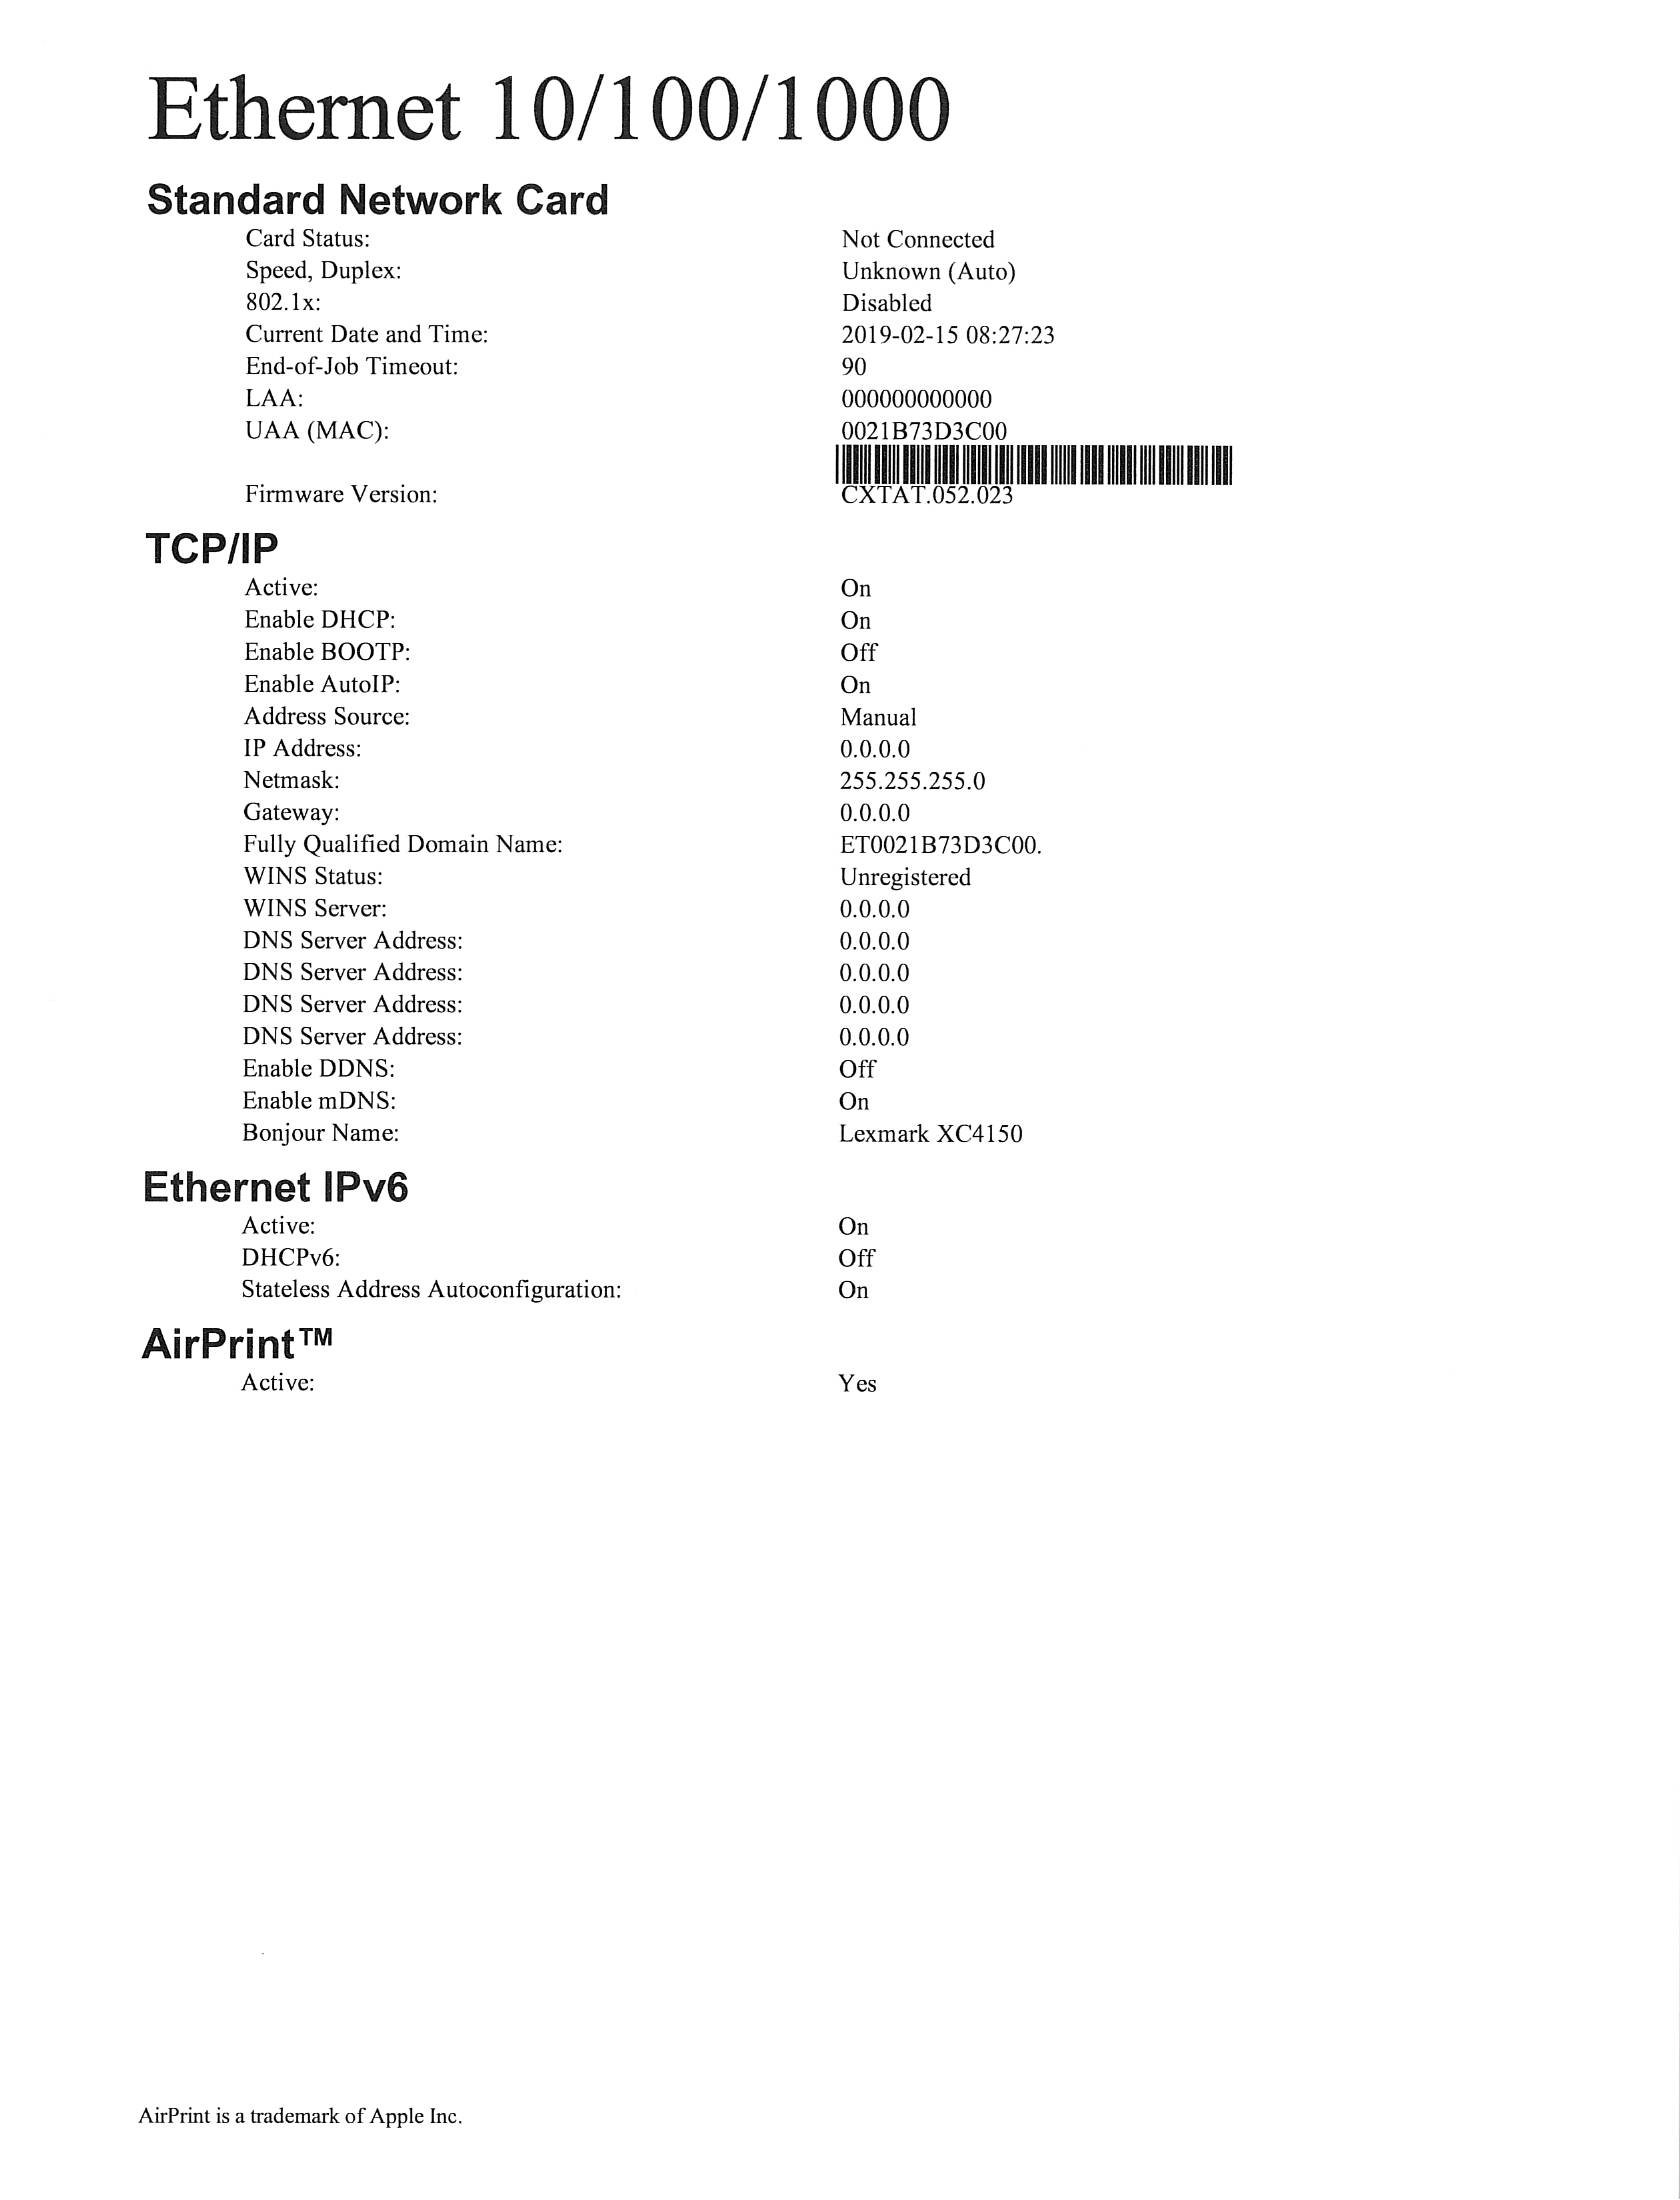 Ethernet 10/100/1000
Standard Network Card
Card Status: Not Connected
Speed, Duplex: Unknown (Auto)
802.1x: Disabled
Current Date and Time: 2019-02-15 08:27:23
End-of-Job Timeout: 90
LAA: 000000000000
UAA (MAC): 0021B73D3C00
Firmware Version: CXTAT.052.023
TCP/IP
Active: On
Enable DHCP: On
Enable BOOTP: Off
Enable AutoIP: On
Address Source: Manual
IP Address: 0.0.0.0
Netmask: 255.255.255.0
Gateway: 0.0.0.0
Fully Qualified Domain Name: ET0021B73D3C00.
WINS Status: Unregistered
WINS Server: 0.0.0.0
DNS Server Address: 0.0.0.0
DNS Server Address: 0.0.0.0
DNS Server Address: 0.0.0.0
DNS Server Address: 0.0.0.0
Enable DDNS: Off
Enable mDNS: On
Bonjour Name: Lexmark XC4150
Ethernet IPv6
Active: On
DHCPv6: Off
Stateless Address Autoconfiguration: On
AirPrint™
Active: Yes
AirPrint is a trademark of Apple Inc.